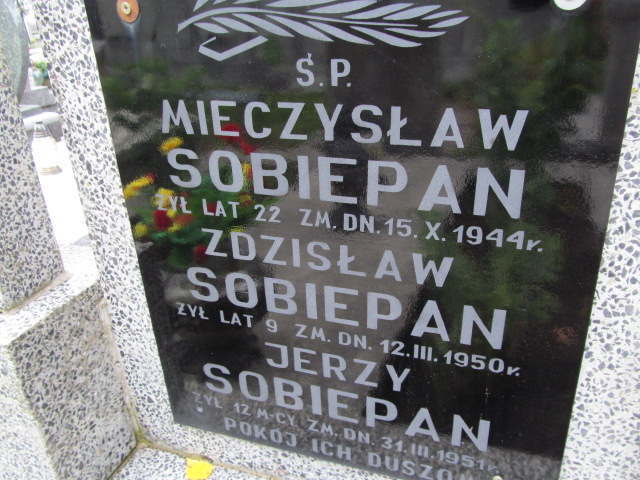 Ś.P.
MIECZYSŁAW
SOBIEPAN
ŻYŁ LAT 22 ZM. DN. 15. X. 1944r.
ZDZISŁAW
SOBIEPAN
ŻYŁ LAT 9 ZM. DN. 12.III.1950r.
JERZY
SOBIEPAN
ŻYŁ 12 M-CY ZM. DN. 31.III.1951r.
POKÓJ ICH DUSZOM